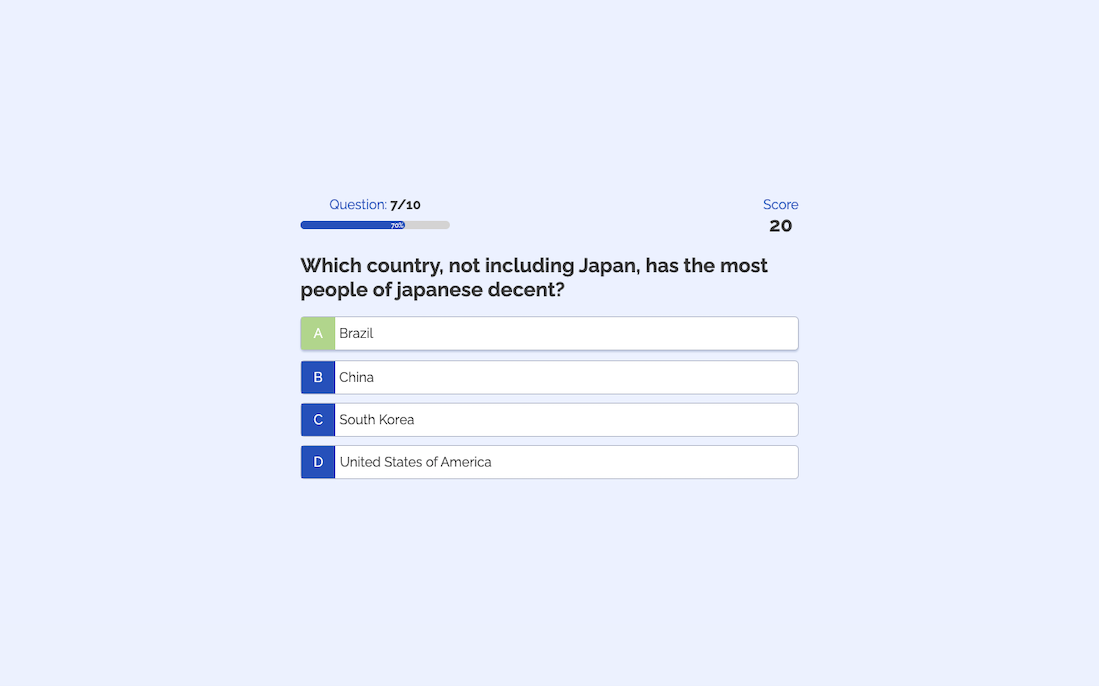 Question: 7/10
Score
70%
20
Which country, not including Japan, has the most
people of japanese decent?
A Brazil
B China
C South Korea
D United States of America